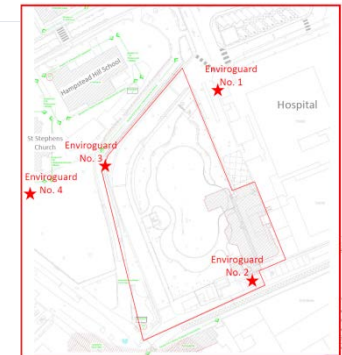 Hampstead Hill School
Enviroguard
No. 1
Hospital
St Stephens
Church
Enviroguard
No. 3
Enviroguard
No. 4
Enviroguard
No. 2